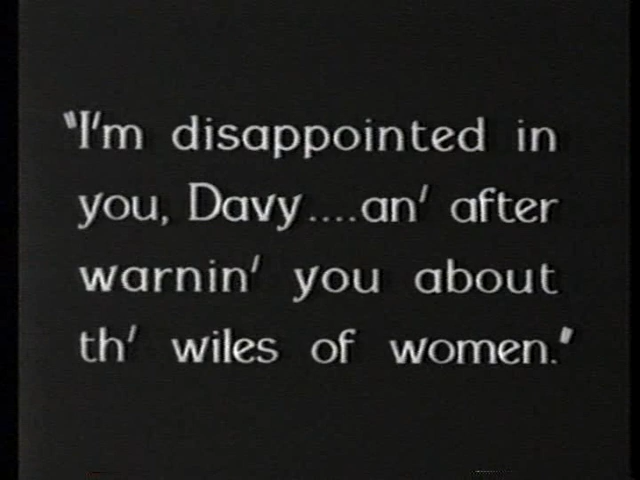 "I'm disappointed in
you, Davy....an' after
warnin' you about
th' wiles of women."